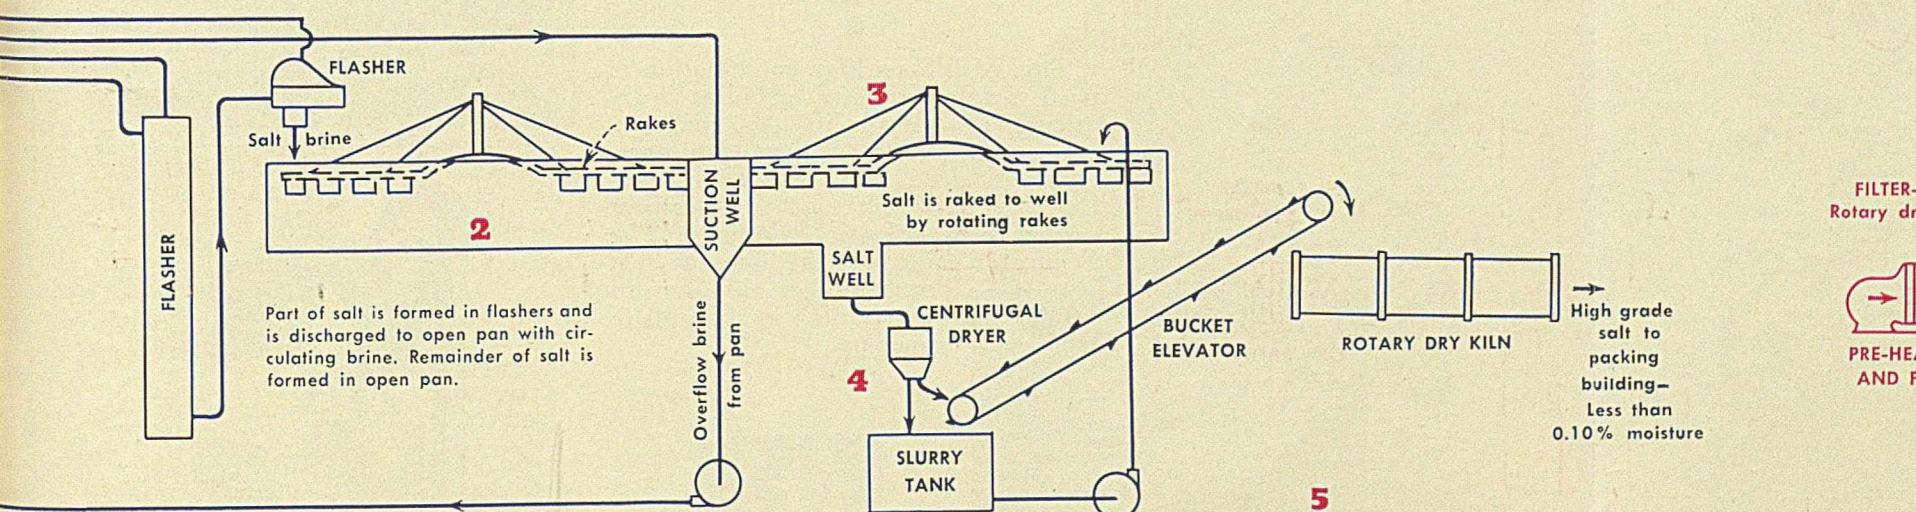 FLASHER
Salt brine
Rakes
3
SUCTION
WELL
Salt is raked to well
by rotating rakes
2
FLASHER
SALT
WELL
Part of salt is formed in flashers and
is discharged to open pan with cir-
culating brine. Remainder of salt is
formed in open pan.
Overflow brine
from pan
CENTRIFUGAL
DRYER
4
BUCKET
ELEVATOR
SLURRY
TANK
ROTARY DRY KILN
5
High grade
salt to
packing
building—
Less than
0.10% moisture
FILTER-
Rotary
PRE-
AND